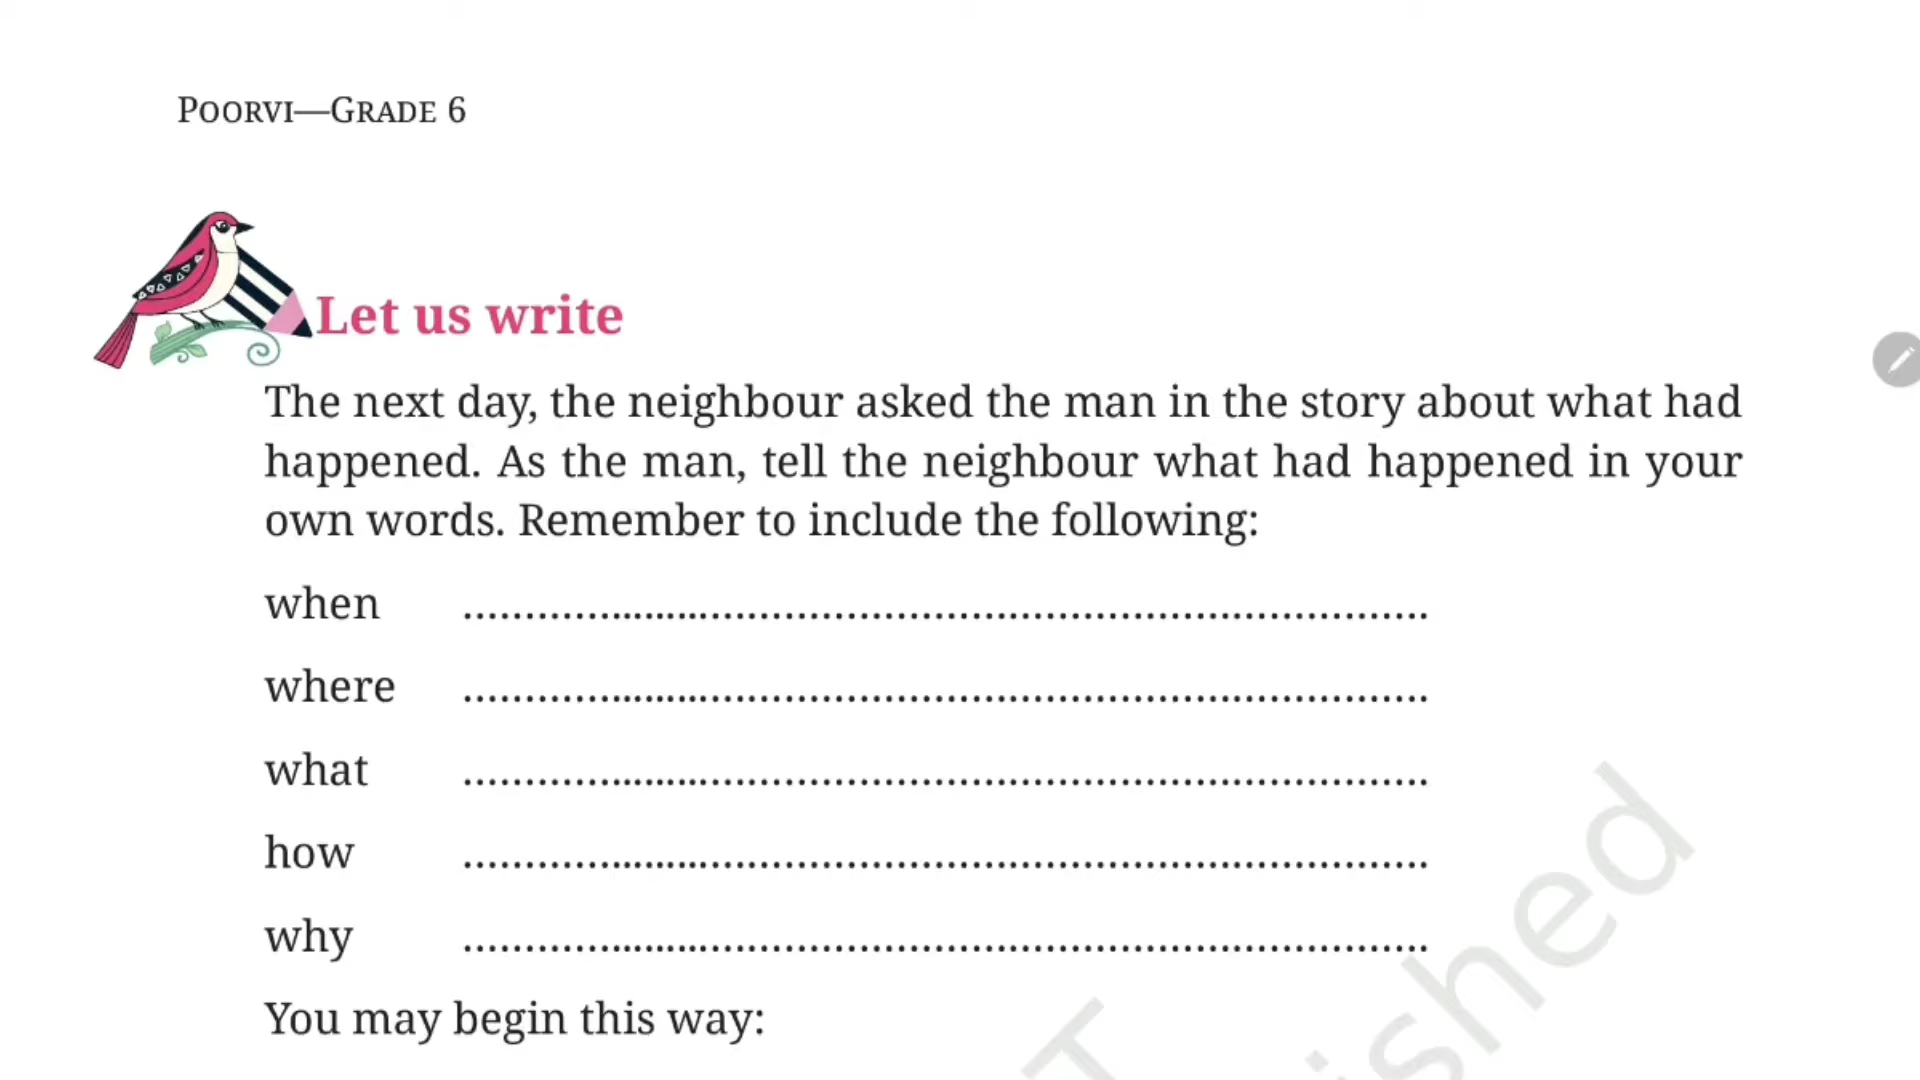 POORVI—GRADE 6
Let us write
The next day, the neighbour asked the man in the story about what had
happened. As the man, tell the neighbour what had happened in your
own words. Remember to include the following:
when ................................................................................
where ................................................................................
what ................................................................................
how ................................................................................
why ................................................................................
You may begin this way: